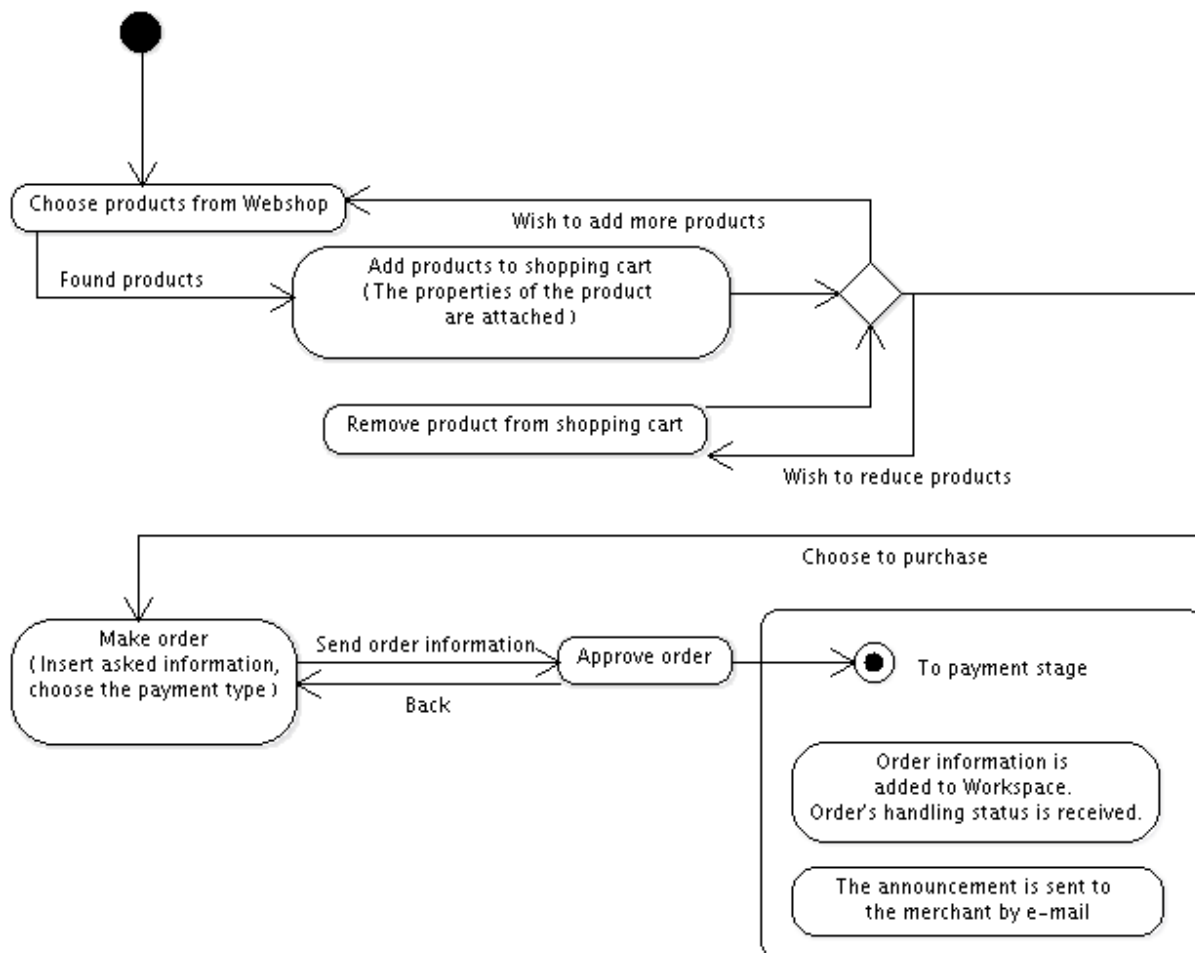 Choose products from Webshop
Wish to add more products
Found products
Add products to shopping cart
(The properties of the product
are attached)
Remove product from shopping cart
Wish to reduce products
Choose to purchase
Make order
(Insert asked information,
choose the payment type)
Send order information
Back
Approve order
To payment stage
Order information is
added to Workspace.
Order's handling status is received.
The announcement is sent to
the merchant by e-mail